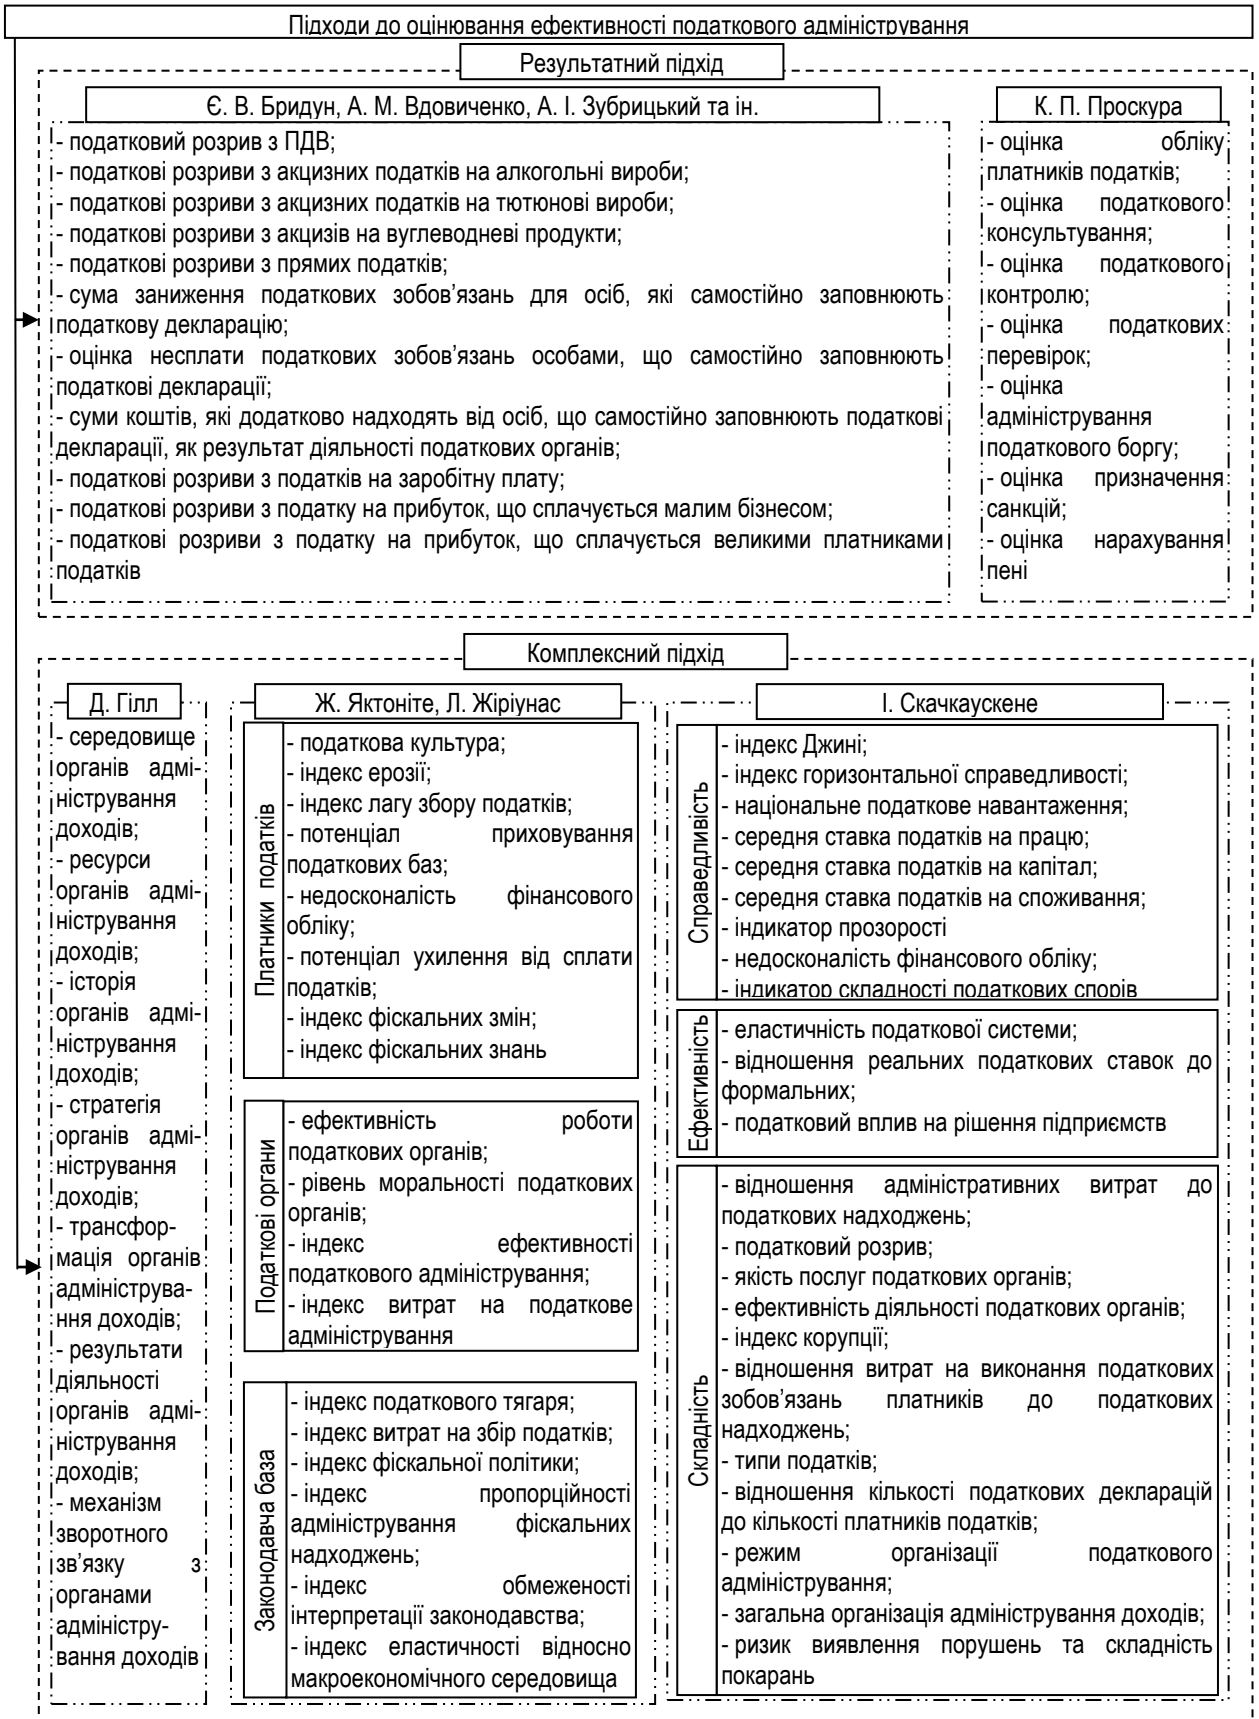 Підходи до оцінювання ефективності податкового адміністрування
Результатний підхід
Є. В. Бридун, А. М. Вдовиченко, А. І. Зубрицький та ін.
- податковий розрив з ПДВ;
- податкові розриви з акцизних податків на алкогольні вироби;
- податкові розриви з акцизних податків на тютюнові вироби;
- податкові розриви з акцизів на вуглеводневі продукти;
- податкові розриви з прямих податків;
- сума заниження податкових зобов’язань для осіб, які самостійно заповнюють
податкову декларацію;
- оцінка несплати податкових зобов’язань особами, що самостійно заповнюють
податкові декларації;
- суми коштів, які додатково надходять від осіб, що самостійно заповнюють податкові
декларації, як результат діяльності податкових органів;
- податкові розриви з податків на заробітну плату;
- податкові розриви з податку на прибуток, що сплачується малим бізнесом;
- податкові розриви з податку на прибуток, що сплачується великими платниками
податків
К. П. Проскура
- оцінка обліку
платників податків;
- оцінка податкового
консультування;
- оцінка податкового
контролю;
- оцінка податкових
перевірок;
- оцінка
адміністрування
податкового боргу;
- оцінка призначення
санкцій;
- оцінка нарахування
пені
Комплексний підхід
Д. Гілл
- середовище
органів адмі-
ністрування
доходів;
- ресурси
органів адмі-
ністрування
доходів;
- історія
органів адмі-
ністрування
доходів;
- стратегія
органів адмі-
ністрування
доходів;
- трансфор-
мація органів
адмініструва-
ння доходів;
- результати
діяльності
органів адмі-
ністрування
доходів;
- механізм
зворотного
зв’язку з
органами
адміністру-
вання доходів
Ж. Яктоніте, Л. Жіріунас
Платники податків
- податкова культура;
- індекс ерозії;
- індекс лагу збору податків;
- потенціал приховування
податкових баз;
- недосконалість фінансового
обліку;
- потенціал ухилення від сплати
податків;
- індекс фіскальних змін;
- індекс фіскальних знань
Податкові органи
- ефективність роботи
податкових органів;
- рівень моральності податкових
органів;
- індекс ефективності
податкового адміністрування;
- індекс витрат на податкове
адміністрування
Законодавча база
- індекс податкового тягаря;
- індекс витрат на збір податків;
- індекс фіскальної політики;
- індекс пропорційності
адміністрування фіскальних
надходжень;
- індекс обмеженості
інтерпретації законодавства;
- індекс еластичності відносно
макроекономічного середовища
І. Скачкаускене
Справедливість
- індекс Джині;
- індекс горизонтальної справедливості;
- національне податкове навантаження;
- середня ставка податків на працю;
- середня ставка податків на капітал;
- середня ставка податків на споживання;
- індикатор прозорості
- недосконалість фінансового обліку;
- індикатор складності податкових спорів
Ефективність
- еластичність податкової системи;
- відношення реальних податкових ставок до
формальних;
- податковий вплив на рішення підприємств
Складність
- відношення адміністративних витрат до
податкових надходжень;
- податковий розрив;
- якість послуг податкових органів;
- ефективність діяльності податкових органів;
- індекс корупції;
- відношення витрат на виконання податкових
зобов’язань платників до податкових
надходжень;
- типи податків;
- відношення кількості податкових декларацій
до кількості платників податків;
- режим організації податкового
адміністрування;
- загальна організація адміністрування доходів;
- ризик виявлення порушень та складність
покарань